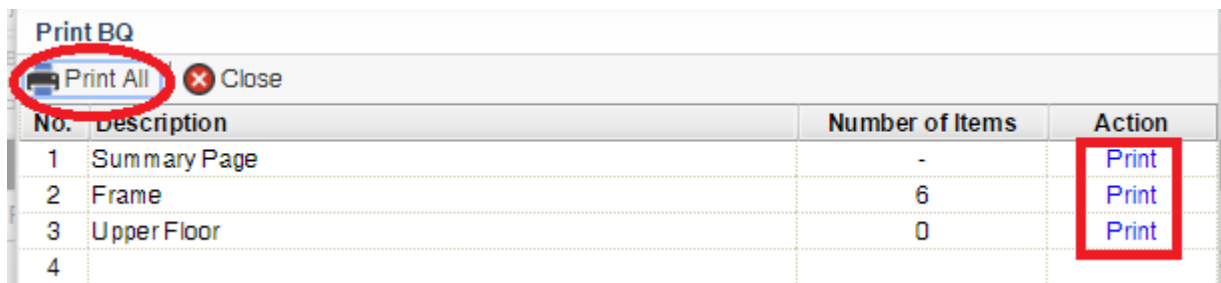 Print BQ
Print All Close
No. Description Number of Items Action
1 Summary Page - Print
2 Frame 6 Print
3 Upper Floor 0 Print
4